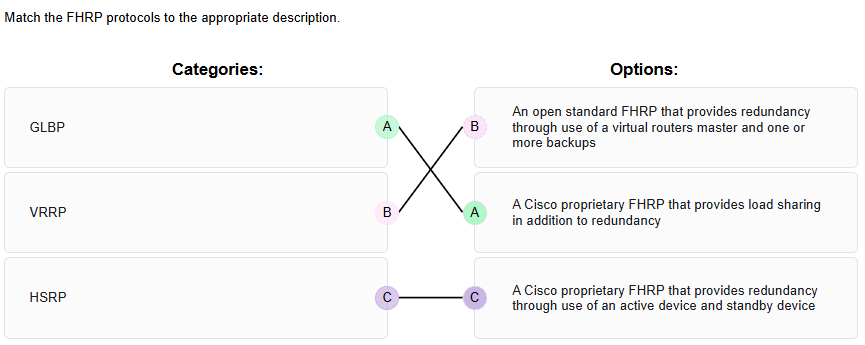 Match the FHRP protocols to the appropriate description.
Categories:
Options:
GLBP
A
B
An open standard FHRP that provides redundancy
through use of a virtual routers master and one or
more backups
VRRP
B
A
A Cisco proprietary FHRP that provides load sharing
in addition to redundancy
HSRP
C
C
A Cisco proprietary FHRP that provides redundancy
through use of an active device and standby device